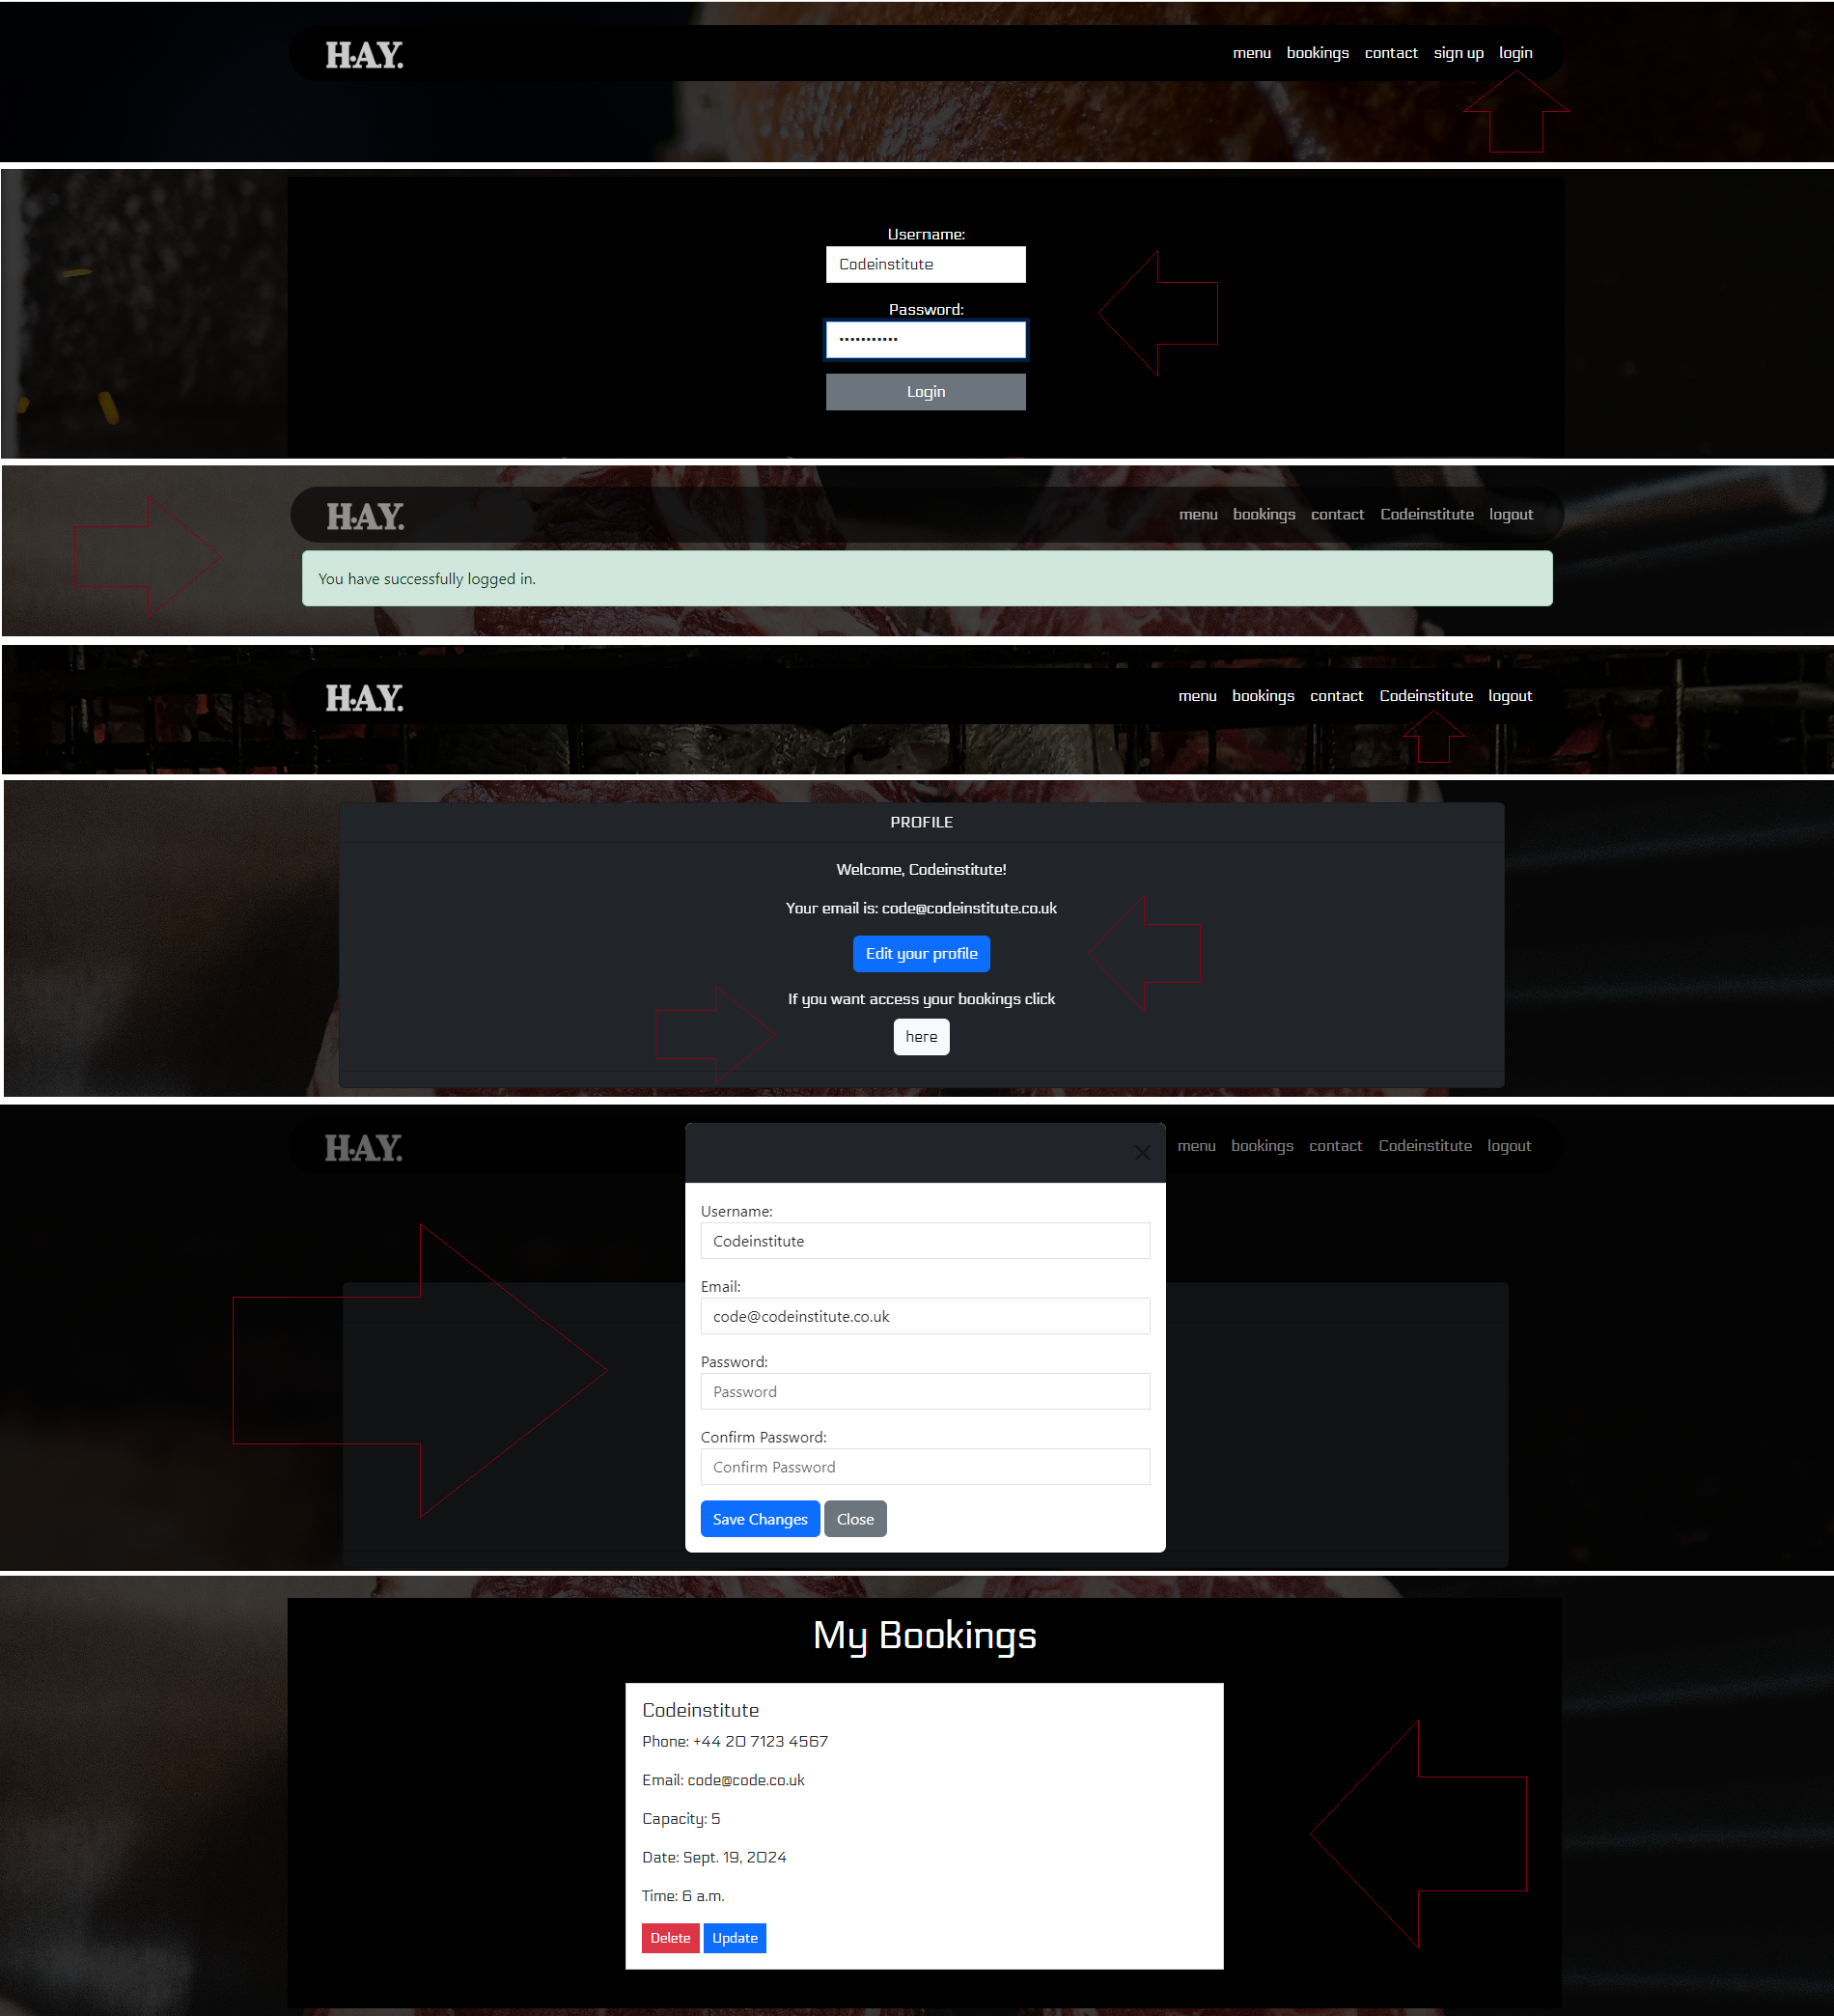 H·A.Y.
menu bookings contact sign up login
Username:
Codeinstitute
Password:
•••••••••••
Login
H·A.Y.
menu bookings contact Codeinstitute logout
You have successfully logged in.
H·A.Y.
menu bookings contact Codeinstitute logout
PROFILE
Welcome, Codeinstitute!
Your email is: code@codeinstitute.co.uk
Edit your profile
If you want access your bookings click
here
H·A.Y.
menu bookings contact Codeinstitute logout
Username:
Codeinstitute
Email:
code@codeinstitute.co.uk
Password:
Password
Confirm Password:
Confirm Password
Save Changes Close
My Bookings
Codeinstitute
Phone: +44 20 7123 4567
Email: code@code.co.uk
Capacity: 5
Date: Sept. 19, 2024
Time: 6 a.m.
Delete Update